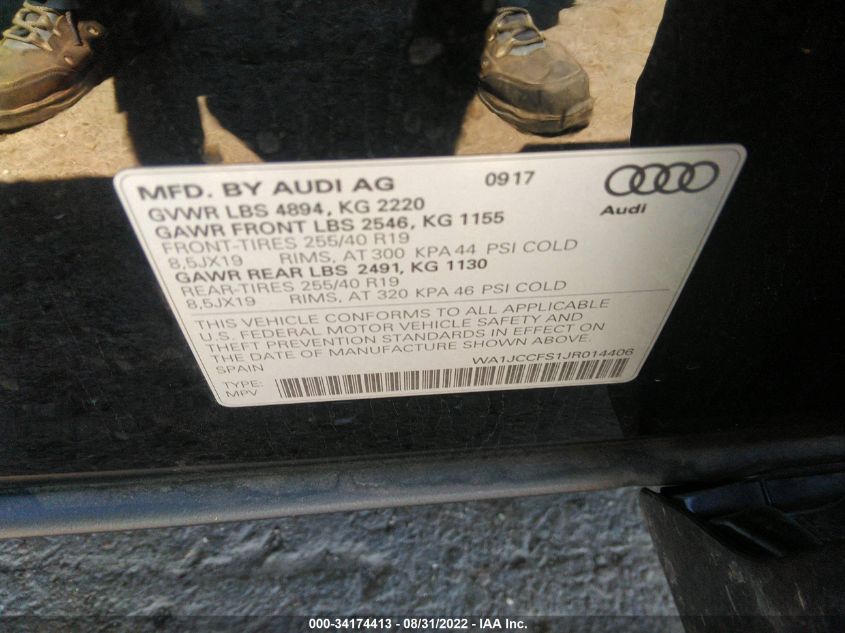 MFD. BY AUDI AG 0917
Audi
GVWR LBS 4894, KG 2220
GAWR FRONT LBS 2546, KG 1155
FRONT-TIRES 255/40 R19
8,5JX19 RIMS, AT 300 KPA 44 PSI COLD
GAWR REAR LBS 2491, KG 1130
REAR-TIRES 255/40 R19
8,5JX19 RIMS, AT 320 KPA 46 PSI COLD
THIS VEHICLE CONFORMS TO ALL APPLICABLE
U.S. FEDERAL MOTOR VEHICLE SAFETY AND
THEFT PREVENTION STANDARDS IN EFFECT ON
THE DATE OF MANUFACTURE SHOWN ABOVE.
SPAIN WA1JCCFS1JR014406
TYPE:
MPV
000-34174413 - 08/31/2022 - © IAA Inc.